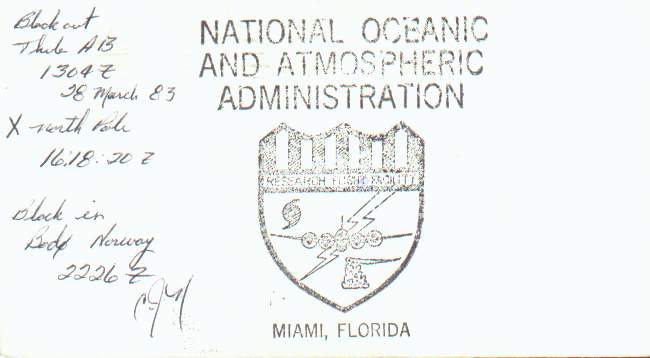 Block out
Thule AB
1304 Z
28 March 83
X north Pole
16:18:20 Z
Block in
Bodø Norway
2226 Z
NATIONAL OCEANIC
AND ATMOSPHERIC
ADMINISTRATION
RESEARCH FLIGHT FACILITY
MIAMI, FLORIDA